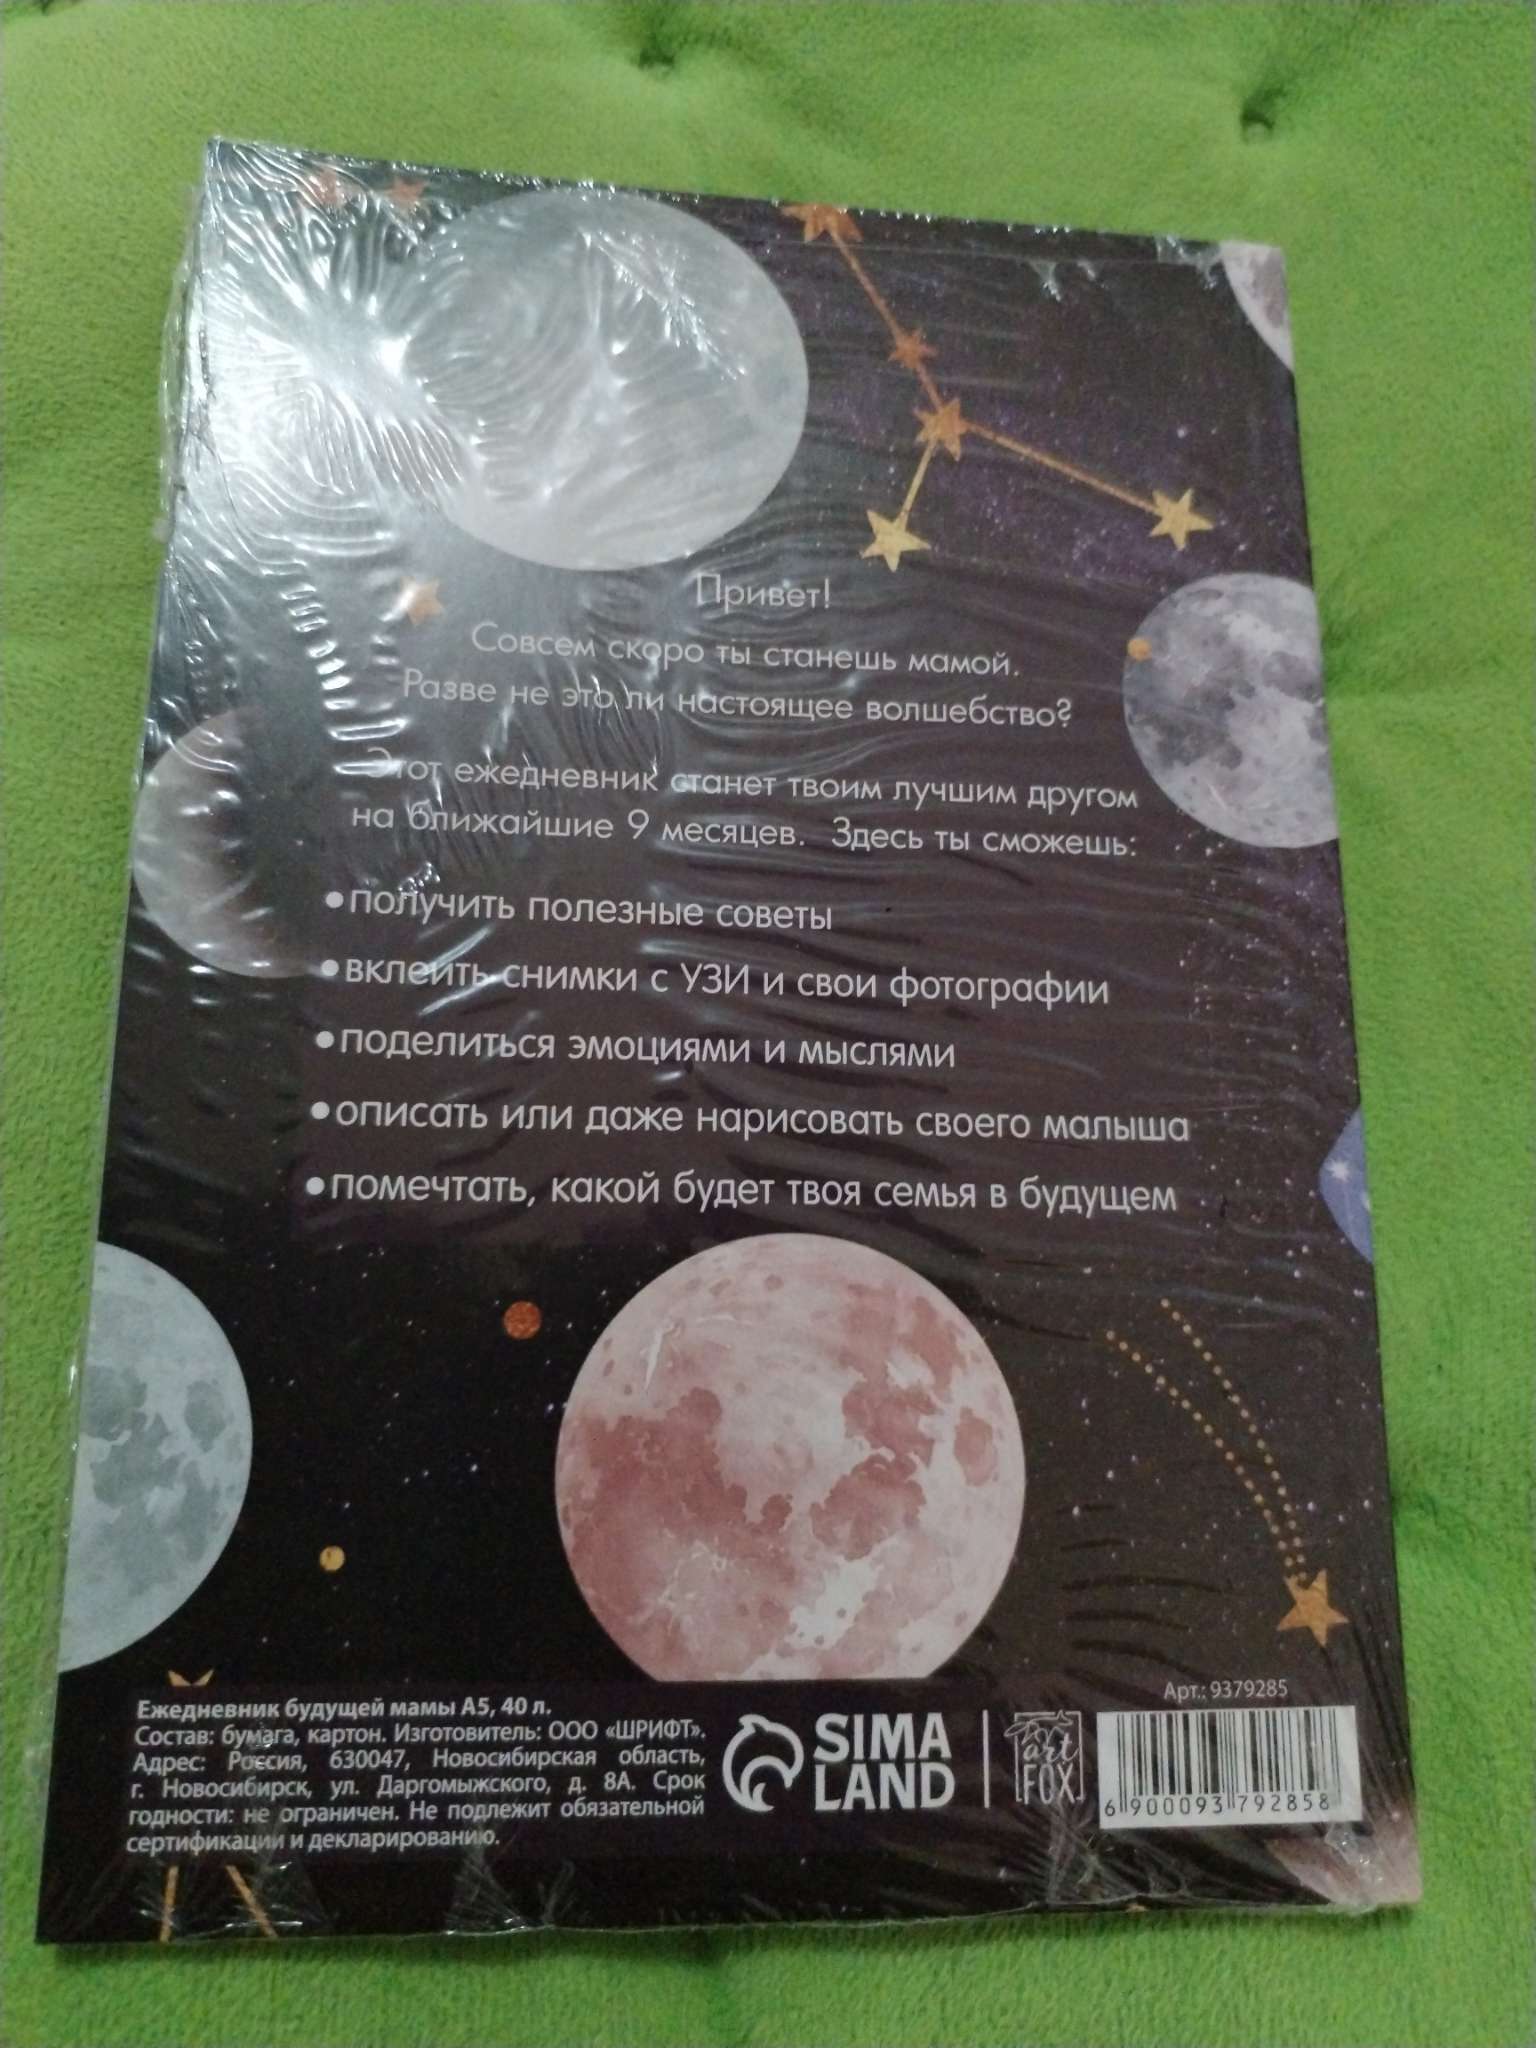 Привет!
Совсем скоро ты станешь мамой.
Разве не это ли настоящее волшебство?
Этот ежедневник станет твоим лучшим другом
на ближайшие 9 месяцев. Здесь ты сможешь:
•получить полезные советы
•вклеить снимки с УЗИ и свои фотографии
•поделиться эмоциями и мыслями
•описать или даже нарисовать своего малыша
•помечтать, какой будет твоя семья в будущем
Ежедневник будущей мамы А5, 40 л.
Состав: бумага, картон. Изготовитель: ООО «ШРИФТ».
Адрес: Россия, 630047, Новосибирская область,
г. Новосибирск, ул. Даргомыжского, д. 8А. Срок
годности: не ограничен. Не подлежит обязательной
сертификации и декларированию.
SIMA
LAND
art
FOX
Арт.: 9379285
6 900093 792858